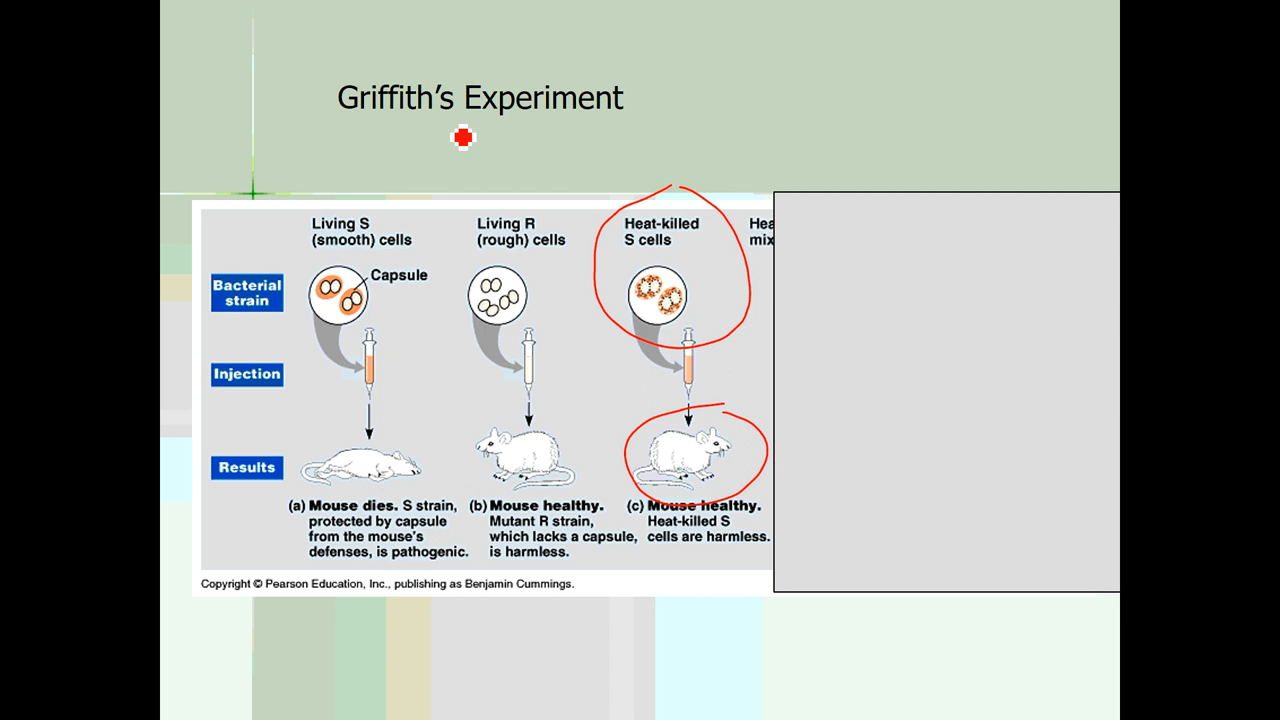 Griffith's Experiment
Living S
(smooth) cells
Living R
(rough) cells
Heat-killed
S cells
Hea
mix
Capsule
Bacterial
strain
Injection
Results
(a) Mouse dies. S strain,
protected by capsule
from the mouse's
defenses, is pathogenic.
(b) Mouse healthy.
Mutant R strain,
which lacks a capsule,
is harmless.
(c) Mouse healthy.
Heat-killed S
cells are harmless.
Copyright © Pearson Education, Inc., publishing as Benjamin Cummings.